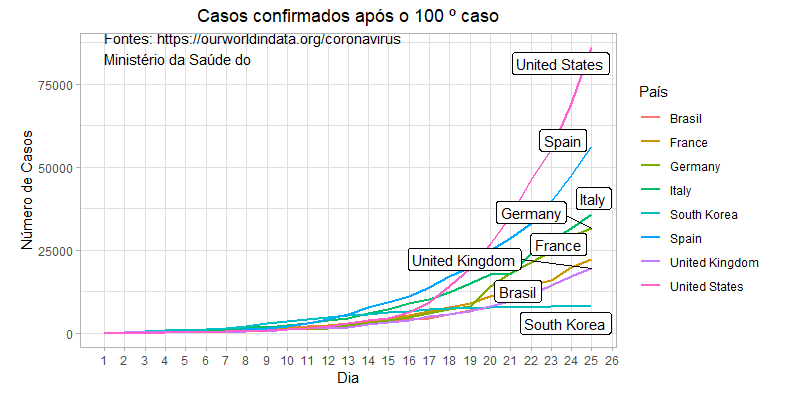 Casos confirmados após o 100 º caso
Fontes: https://ourworldindata.org/coronavirus
Ministério da Saúde do
Número de Casos
75000
50000
25000
0
United States
Spain
Italy
Germany
France
United Kingdom
Brasil
South Korea
1 2 3 4 5 6 7 8 9 10 11 12 13 14 15 16 17 18 19 20 21 22 23 24 25 26
Dia
País
Brasil
France
Germany
Italy
South Korea
Spain
United Kingdom
United States